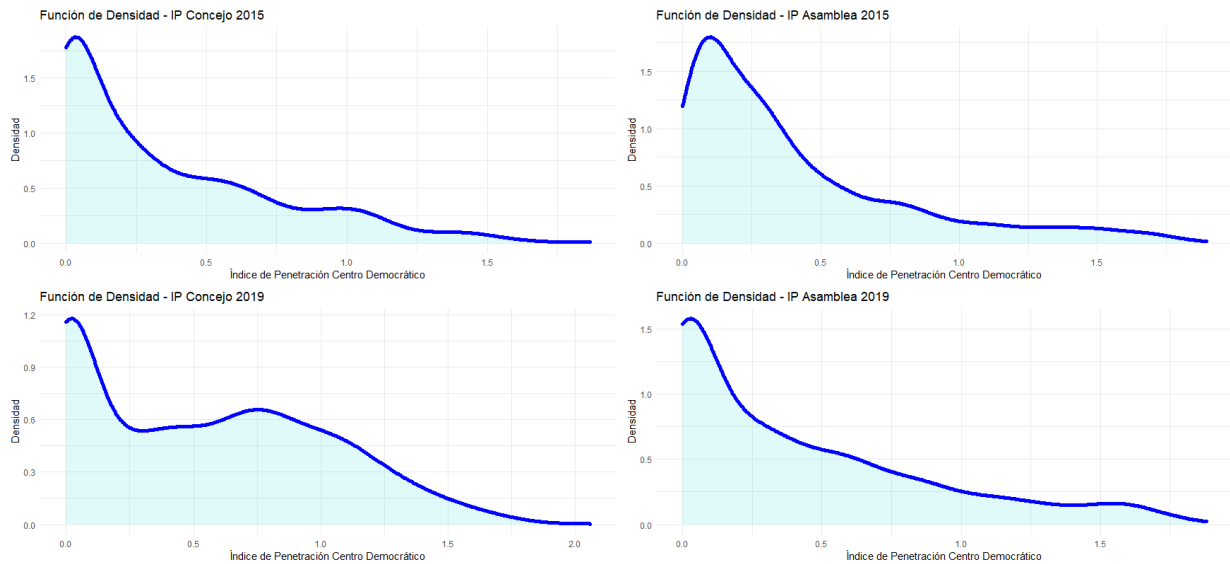 Función de Densidad - IP Concejo 2015
Densidad
1.5
1.0
0.5
0.0
0.0 0.5 1.0 1.5
Índice de Penetración Centro Democrático
Función de Densidad - IP Asamblea 2015
Densidad
1.5
1.0
0.5
0.0
0.0 0.5 1.0 1.5
Índice de Penetración Centro Democrático
Función de Densidad - IP Concejo 2019
Densidad
1.2
0.9
0.6
0.3
0.0
0.0 0.5 1.0 1.5 2.0
Índice de Penetración Centro Democrático
Función de Densidad - IP Asamblea 2019
Densidad
1.5
1.0
0.5
0.0
0.0 0.5 1.0 1.5
Índice de Penetración Centro Democrático